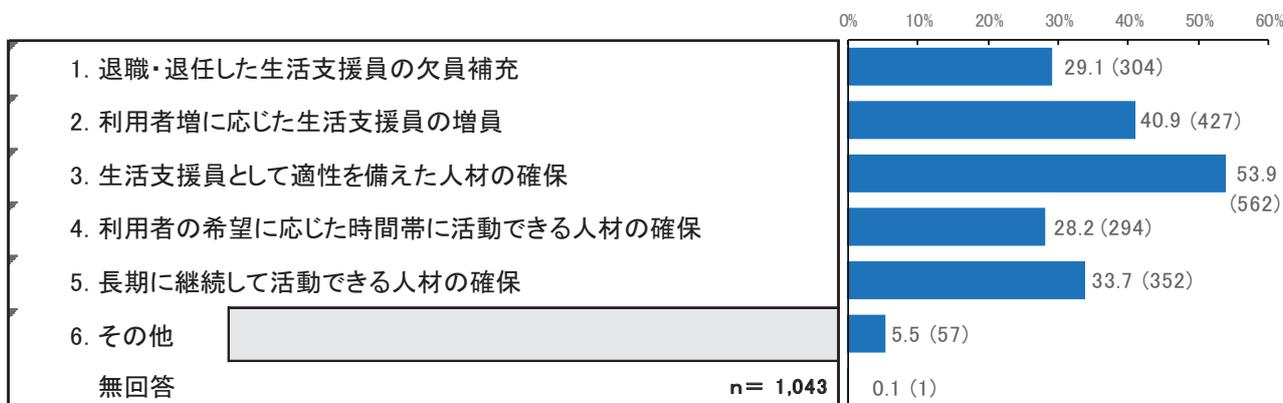 0% 10% 20% 30% 40% 50% 60%
1. 退職・退任した生活支援員の欠員補充 29.1 (304)
2. 利用者増に応じた生活支援員の増員 40.9 (427)
3. 生活支援員として適性を備えた人材の確保 53.9 (562)
4. 利用者の希望に応じた時間帯に活動できる人材の確保 28.2 (294)
5. 長期に継続して活動できる人材の確保 33.7 (352)
6. その他 5.5 (57)
無回答 n= 1,043 0.1 (1)